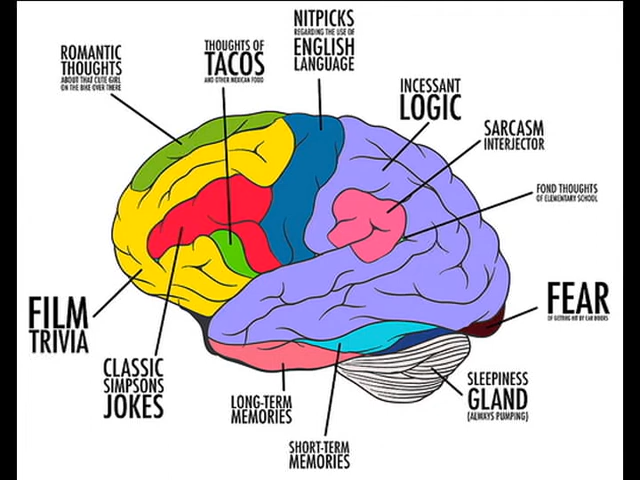 NITPICKS
REGARDING THE USE OF
ENGLISH
LANGUAGE
ROMANTIC
THOUGHTS
ABOUT THAT CUTE GIRL
ON THE BIKE OVER THERE
THOUGHTS OF
TACOS
AND OTHER MEXICAN FOOD
INCESSANT
LOGIC
SARCASM
INTERJECTOR
FOND THOUGHTS
OF ELEMENTARY SCHOOL
FEAR
OF GETTING HIT BY CAR DOORS
FILM
TRIVIA
CLASSIC
SIMPSONS
JOKES
LONG-TERM
MEMORIES
SHORT-TERM
MEMORIES
SLEEPINESS
GLAND
(ALWAYS PUMPING)